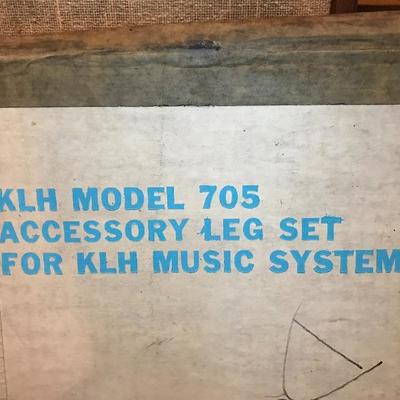 KLH MODEL 705
ACCESSORY LEG SET
FOR KLH MUSIC SYSTEM